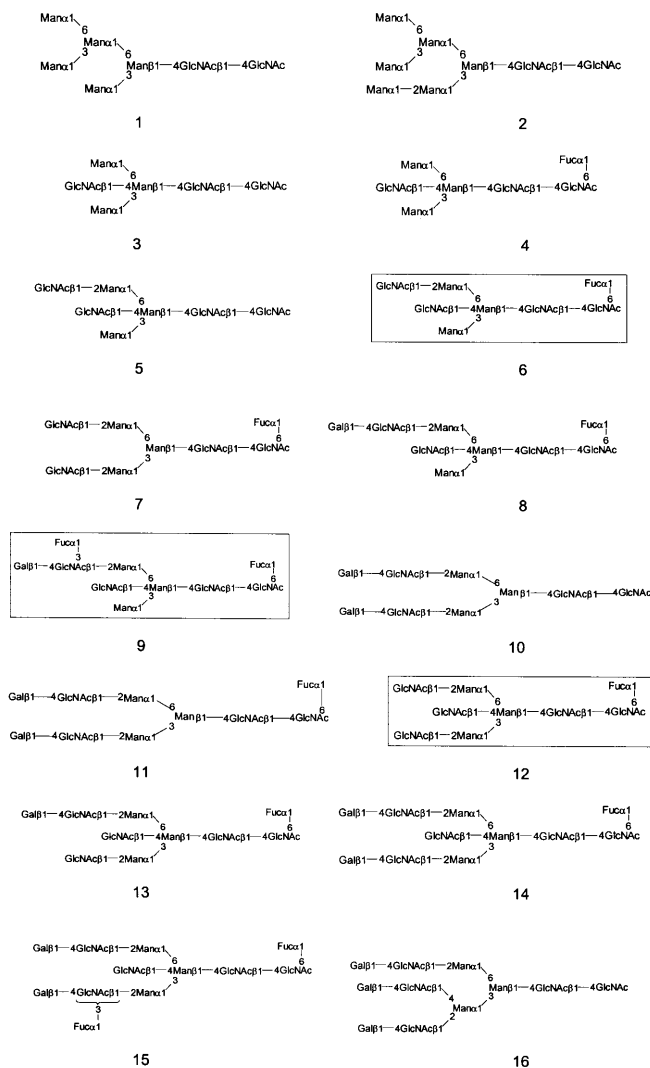 Manα1
6
Manα1
3
6
Manα1
Manβ1—4GlcNAcβ1—4GlcNAc
3
Manα1
1
Manα1
6
Manα1
3
6
Manα1
Manβ1—4GlcNAcβ1—4GlcNAc
3
Manα1—2Manα1
2
Manα1
6
GlcNAcβ1—4Manβ1—4GlcNAcβ1—4GlcNAc
3
Manα1
3
Manα1
Fucα1
6
6
GlcNAcβ1—4Manβ1—4GlcNAcβ1—4GlcNAc
3
Manα1
4
GlcNAcβ1—2Manα1
6
GlcNAcβ1—4Manβ1—4GlcNAcβ1—4GlcNAc
3
Manα1
5
GlcNAcβ1—2Manα1
Fucα1
6
6
GlcNAcβ1—4Manβ1—4GlcNAcβ1—4GlcNAc
3
Manα1
6
GlcNAcβ1—2Manα1
Fucα1
6
6
Manβ1—4GlcNAcβ1—4GlcNAc
3
GlcNAcβ1—2Manα1
7
Galβ1—4GlcNAcβ1—2Manα1
Fucα1
6
6
GlcNAcβ1—4Manβ1—4GlcNAcβ1—4GlcNAc
3
Manα1
8
Fucα1
3
Galβ1—4GlcNAcβ1—2Manα1
Fucα1
6
6
GlcNAcβ1—4Manβ1—4GlcNAcβ1—4GlcNAc
3
Manα1
9
Galβ1—4GlcNAcβ1—2Manα1
6
Manβ1—4GlcNAcβ1—4GlcNAc
3
Galβ1—4GlcNAcβ1—2Manα1
10
Fucα1
Galβ1—4GlcNAcβ1—2Manα1
6
6
Manβ1—4GlcNAcβ1—4GlcNAc
3
Galβ1—4GlcNAcβ1—2Manα1
11
GlcNAcβ1—2Manα1
Fucα1
6
6
GlcNAcβ1—4Manβ1—4GlcNAcβ1—4GlcNAc
3
GlcNAcβ1—2Manα1
12
Galβ1—4GlcNAcβ1—2Manα1
Fucα1
6
6
GlcNAcβ1—4Manβ1—4GlcNAcβ1—4GlcNAc
3
GlcNAcβ1—2Manα1
13
Galβ1—4GlcNAcβ1—2Manα1
Fucα1
6
6
GlcNAcβ1—4Manβ1—4GlcNAcβ1—4GlcNAc
3
Galβ1—4GlcNAcβ1—2Manα1
14
Galβ1—4GlcNAcβ1—2Manα1
Fucα1
6
6
GlcNAcβ1—4Manβ1—4GlcNAcβ1—4GlcNAc
3
Galβ1—4GlcNAcβ1—2Manα1
3
Fucα1
15
Galβ1—4GlcNAcβ1—2Manα1
6
Galβ1—4GlcNAcβ1
Manβ1—4GlcNAcβ1—4GlcNAc
4
3
Manα1
2
Galβ1—4GlcNAcβ1
16